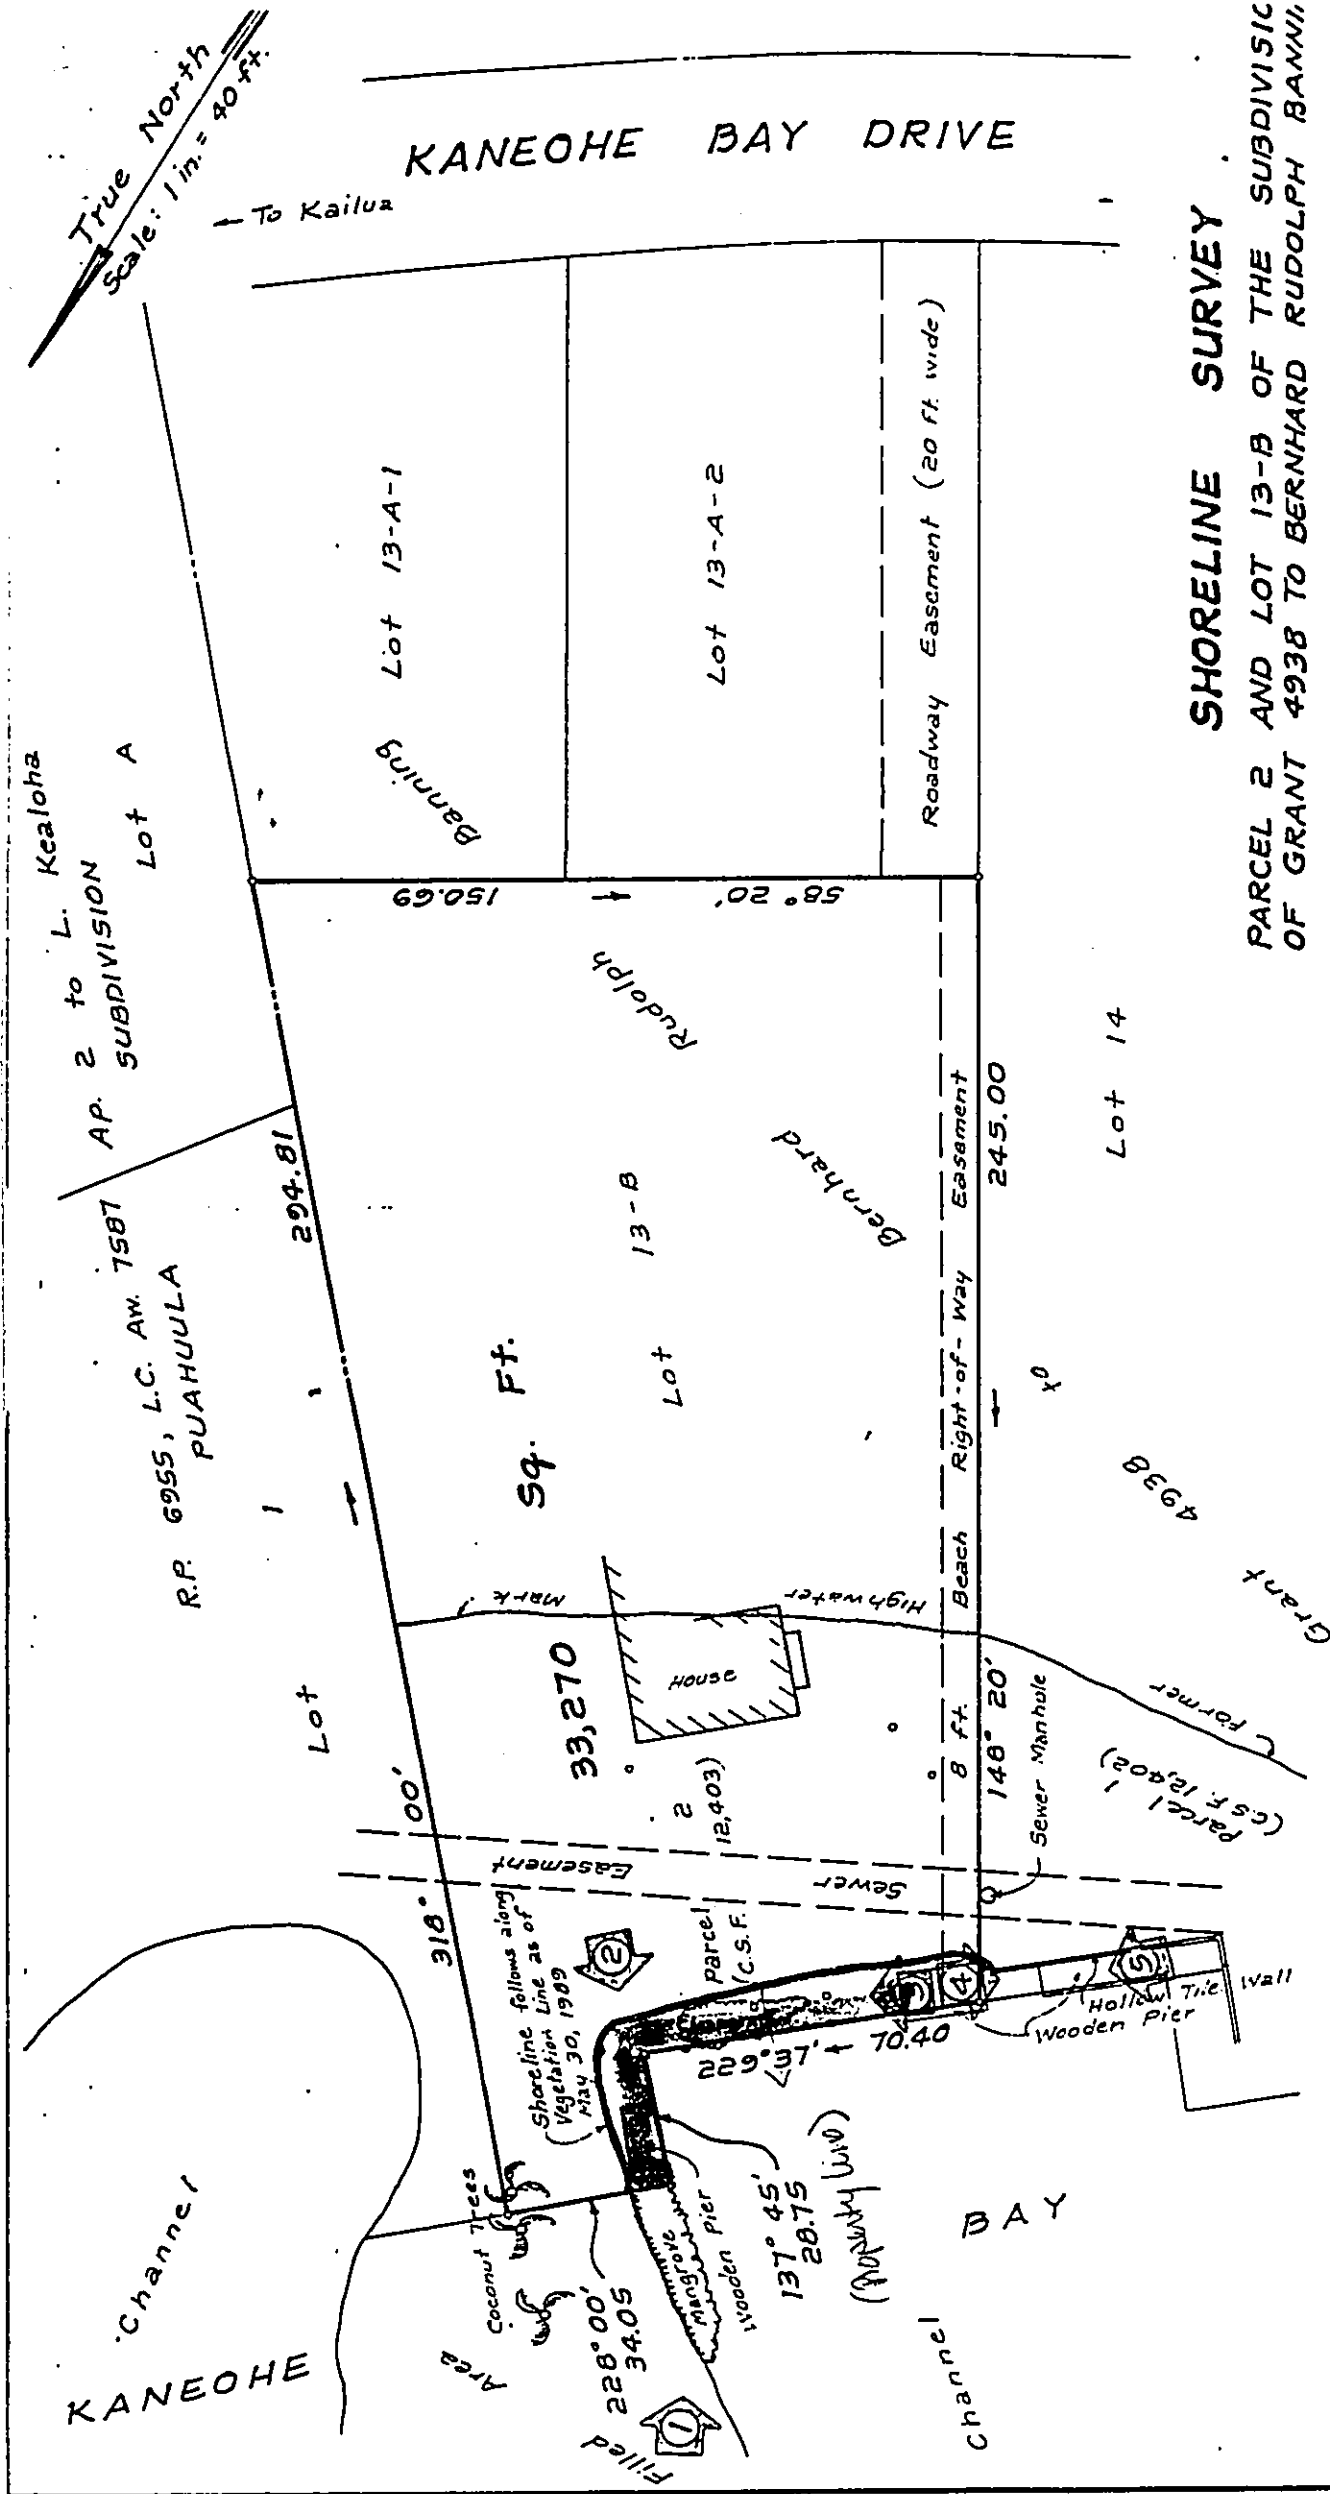 True North
Scale: 1 in. = 40 ft.
KANEOHE BAY DRIVE
← To Kailua
R.P. 6955, L.C. Aw. 7587 AP. 2 to L. Kealoha
PUAHUULA SUBDIVISION
Lot A
Lot 1
Lot 13-A-1
Lot 13-A-2
Roadway Easement (20 Ft. wide)
Banning
Rudolph
Bernhard
150.69
58° 20'
294.81
318° 00'
33,270 Sq. Ft.
Lot 13-B
House
Mark
Highwater
Former
8 ft. Beach Right-of-Way Easement
148° 20' 245.00
Lot 14
Grant 4938
Sewer Manhole
Parcel 1
(C.S.F. 12,402)
Parcel 2
(C.S.F. 12,403)
Sewer Easement
Shoreline follows along
Vegetation Line as of
May 30, 1989
2
3
4
5
229° 37' 70.40
Hollow Tile Wall
Wooden Pier
137° 45'
28.75
(Property Line)
Mangrove
Wooden Pier
Coconut Trees
228° 00'
34.05
Filled Area
1
Channel
KANEOHE
BAY
Channel
SHORELINE SURVEY
PARCEL 2 AND LOT 13-B OF THE SUBDIVISIO
OF GRANT 4938 TO BERNHARD RUDOLPH BANNI